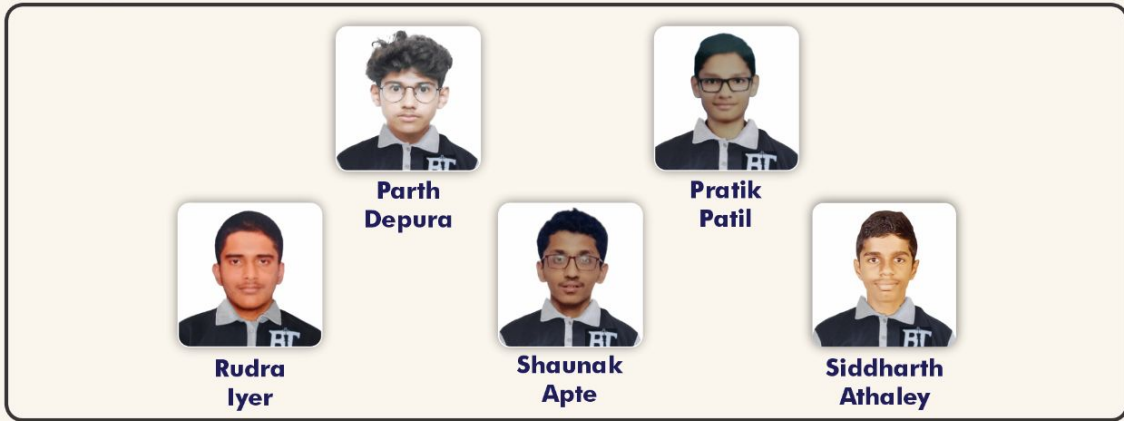 Parth
Depura
Pratik
Patil
Rudra
Iyer
Shaunak
Apte
Siddharth
Athaley